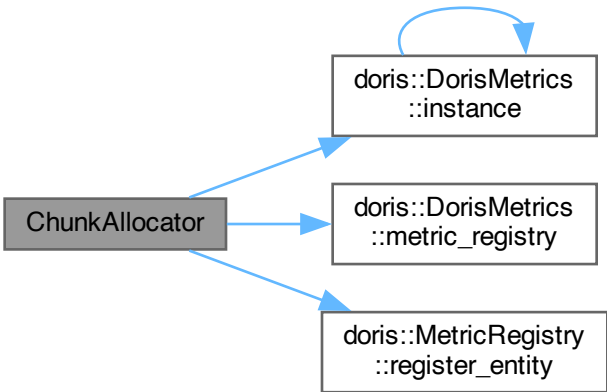 doris::DorisMetrics
::instance
ChunkAllocator
doris::DorisMetrics
::metric_registry
doris::MetricRegistry
::register_entity